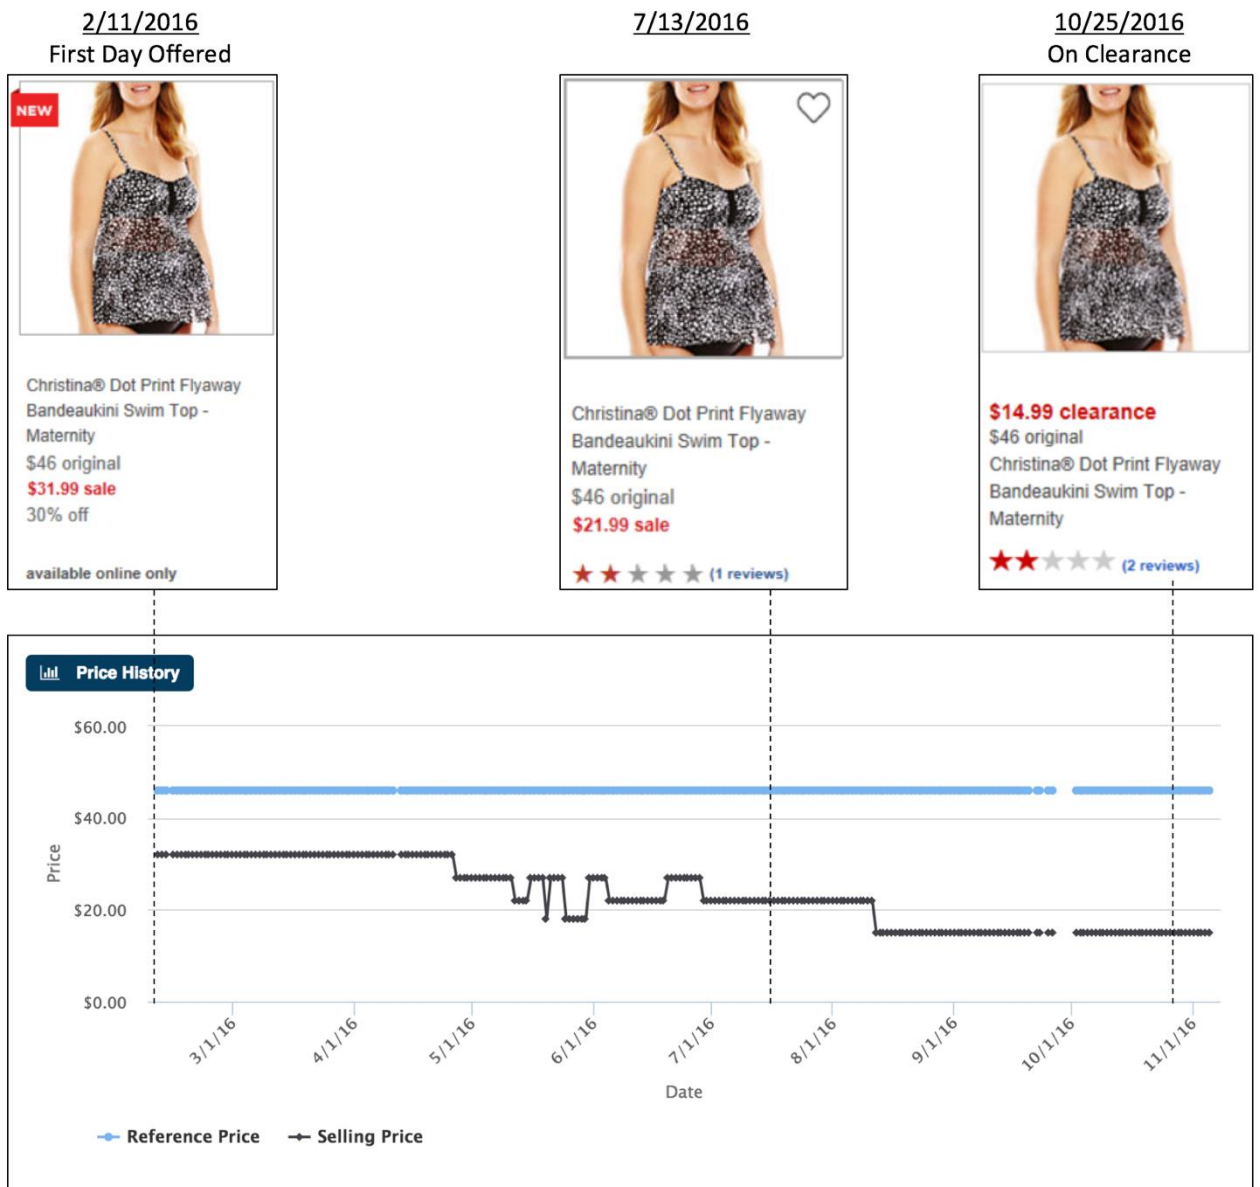 2/11/2016
First Day Offered
7/13/2016
10/25/2016
On Clearance
NEW
Christina® Dot Print Flyaway
Bandeaukini Swim Top -
Maternity
$46 original
$31.99 sale
30% off
available online only
Christina® Dot Print Flyaway
Bandeaukini Swim Top -
Maternity
$46 original
$21.99 sale
(1 reviews)
$14.99 clearance
$46 original
Christina® Dot Print Flyaway
Bandeaukini Swim Top -
Maternity
(2 reviews)
Price History
$60.00
$40.00
$20.00
$0.00
Price
3/1/16
4/1/16
5/1/16
6/1/16
7/1/16
8/1/16
9/1/16
10/1/16
11/1/16
Date
Reference Price
Selling Price